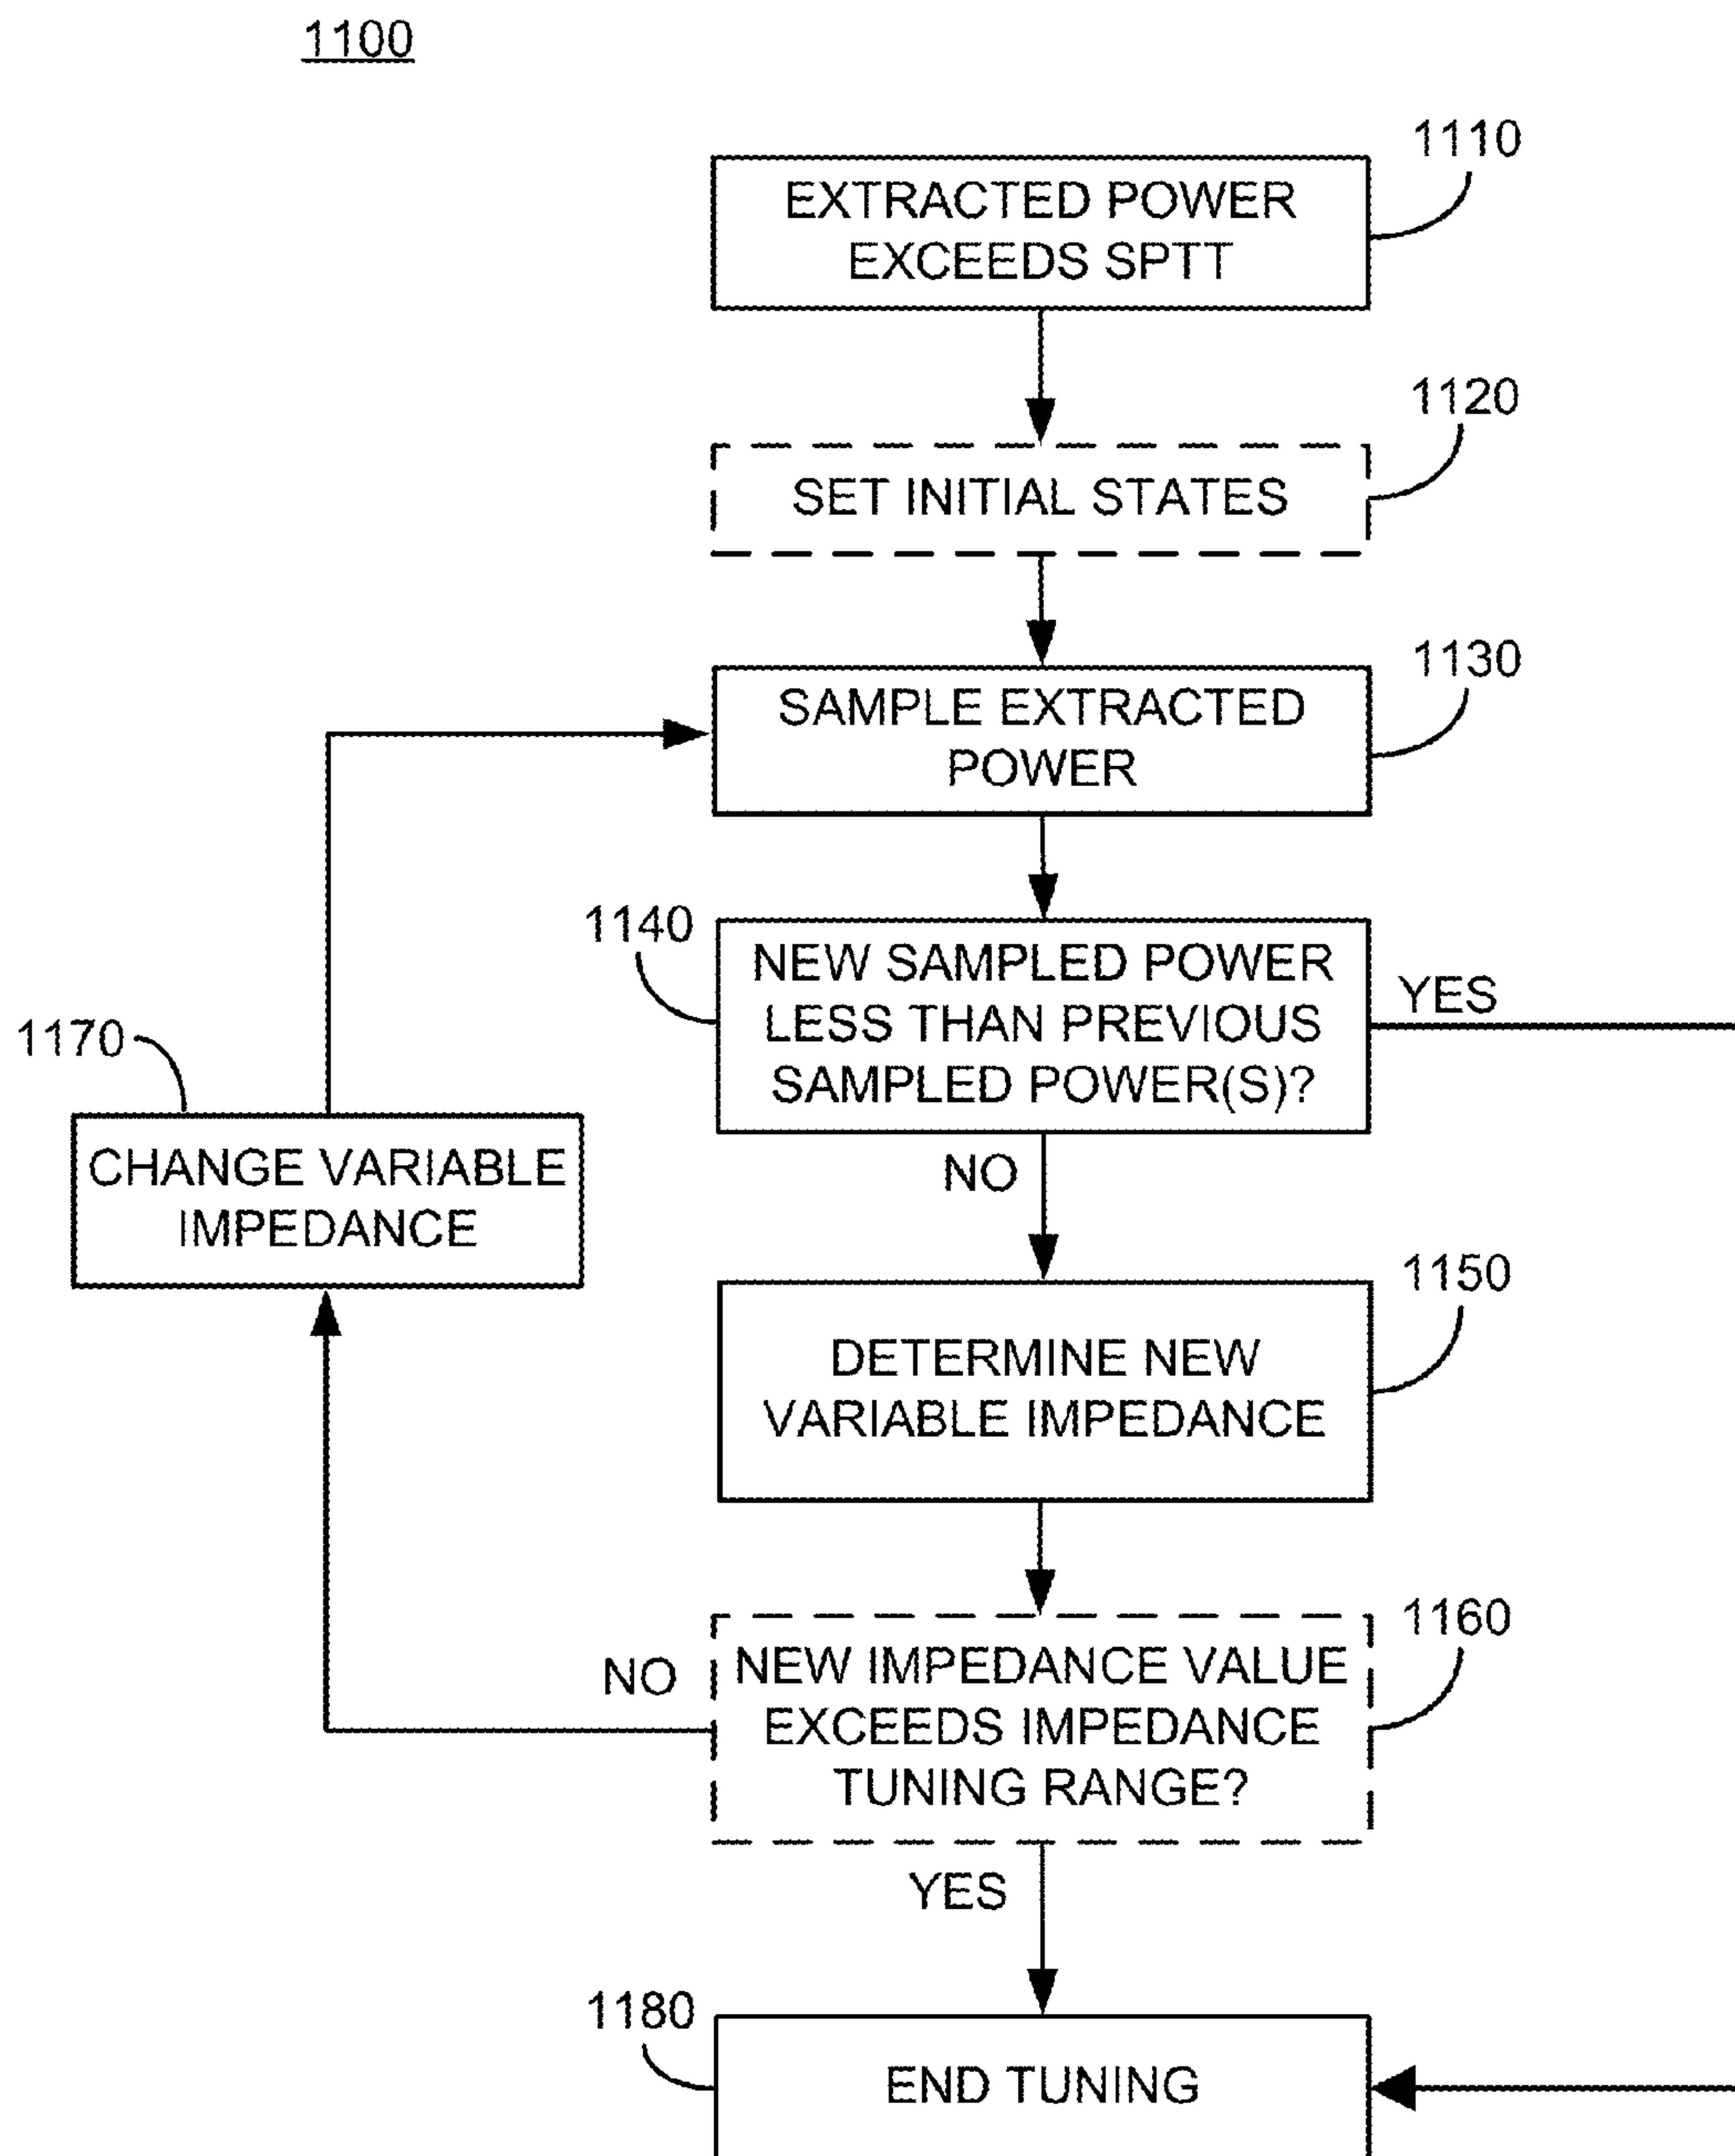 1100
1110
EXTRACTED POWER
EXCEEDS SPTT
1120
SET INITIAL STATES
1130
SAMPLE EXTRACTED
POWER
1140
NEW SAMPLED POWER
LESS THAN PREVIOUS
SAMPLED POWER(S)?
YES
1170
CHANGE VARIABLE
IMPEDANCE
NO
1150
DETERMINE NEW
VARIABLE IMPEDANCE
1160
NEW IMPEDANCE VALUE
EXCEEDS IMPEDANCE
TUNING RANGE?
NO
YES
1180
END TUNING